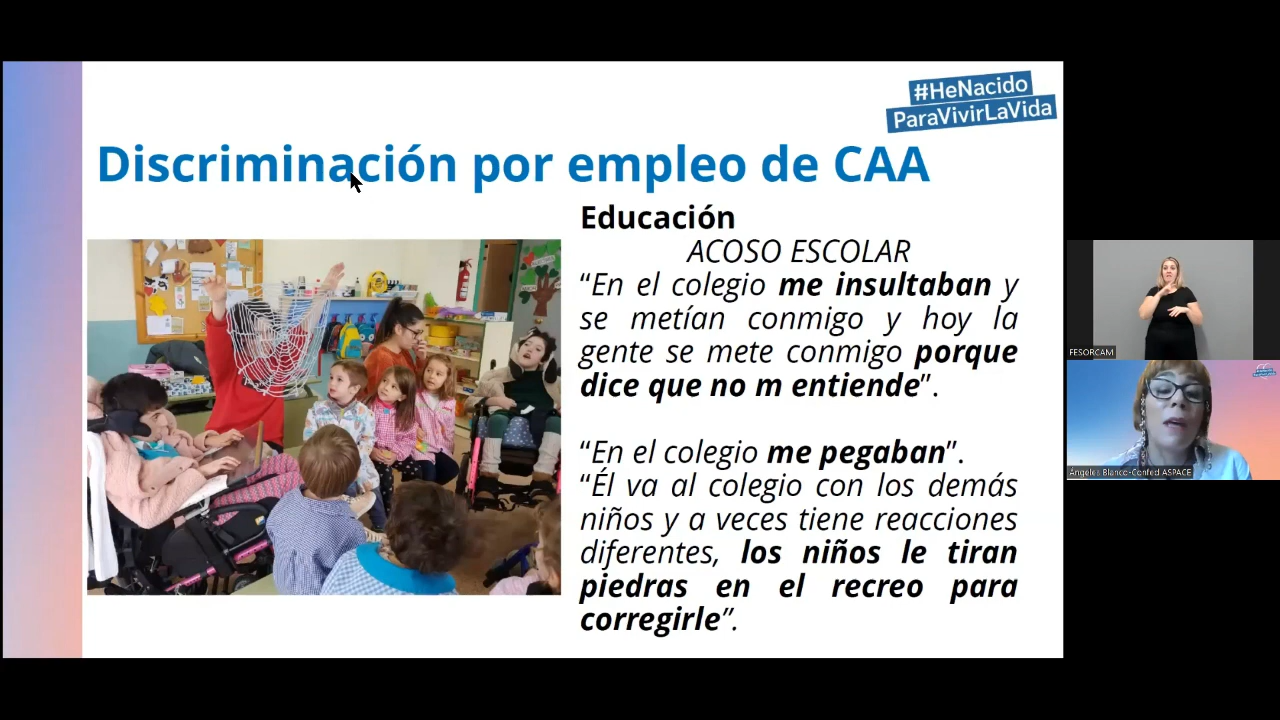 #HeNacido
ParaVivirLaVida
Discriminación por empleo de CAA
Educación
ACOSO ESCOLAR
“En el colegio me insultaban y
se metían conmigo y hoy la
gente se mete conmigo porque
dice que no m entiende”.
“En el colegio me pegaban”.
“Él va al colegio con los demás
niños y a veces tiene reacciones
diferentes, los niños le tiran
piedras en el recreo para
corregirle”.
FESORCAM
Ángeles Blanco-Confed ASPACE